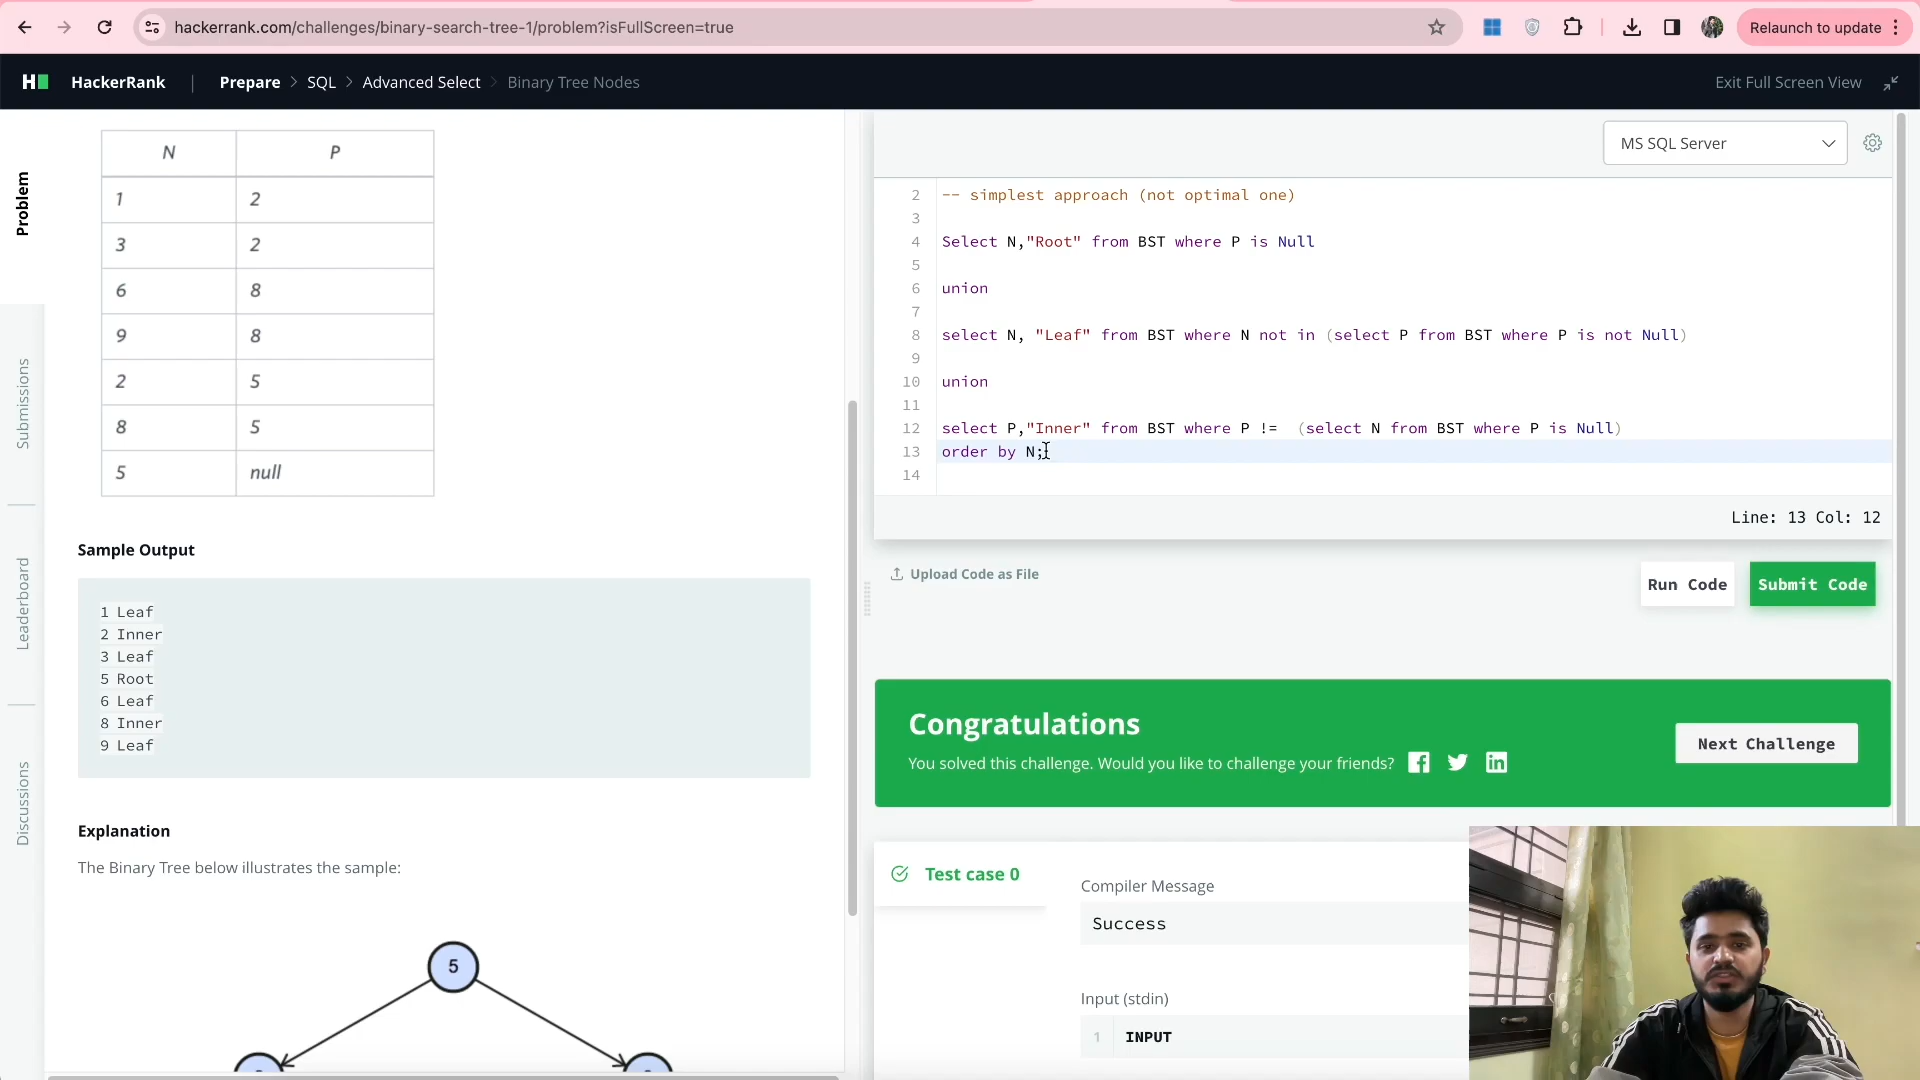 hackerrank.com/challenges/binary-search-tree-1/problem?isFullScreen=true
Relaunch to update
H
HackerRank | Prepare > SQL > Advanced Select > Binary Tree Nodes
Exit Full Screen View
Problem
Submissions
Leaderboard
Discussions
N P
1 2
3 2
6 8
9 8
2 5
8 5
5 null
Sample Output
1 Leaf
2 Inner
3 Leaf
5 Root
6 Leaf
8 Inner
9 Leaf
Explanation
The Binary Tree below illustrates the sample:
5
MS SQL Server
2 -- simplest approach (not optimal one)
3
4 Select N,"Root" from BST where P is Null
5
6 union
7
8 select N, "Leaf" from BST where N not in (select P from BST where P is not Null)
9
10 union
11
12 select P,"Inner" from BST where P != (select N from BST where P is Null)
13 order by N;
14
Line: 13 Col: 12
Upload Code as File
Run Code
Submit Code
Congratulations
You solved this challenge. Would you like to challenge your friends?
Next Challenge
Test case 0
Compiler Message
Success
Input (stdin)
1 INPUT